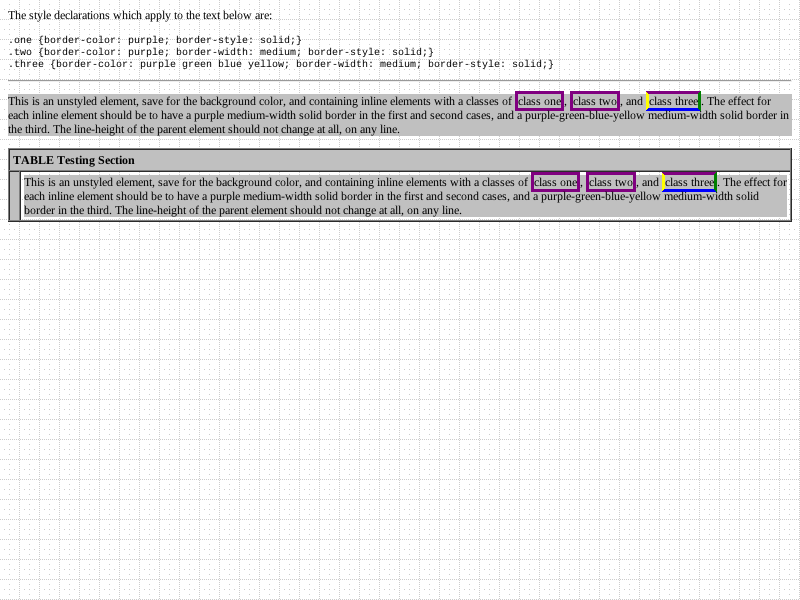 The style declarations which apply to the text below are:
.one {border-color: purple; border-style: solid;}
.two {border-color: purple; border-width: medium; border-style: solid;}
.three {border-color: purple green blue yellow; border-width: medium; border-style: solid;}
This is an unstyled element, save for the background color, and containing inline elements with a classes of class one, class two, and class three. The effect for
each inline element should be to have a purple medium-width solid border in the first and second cases, and a purple-green-blue-yellow medium-width solid border in
the third. The line-height of the parent element should not change at all, on any line.
TABLE Testing Section
This is an unstyled element, save for the background color, and containing inline elements with a classes of class one, class two, and class three. The effect for
each inline element should be to have a purple medium-width solid border in the first and second cases, and a purple-green-blue-yellow medium-width solid
border in the third. The line-height of the parent element should not change at all, on any line.